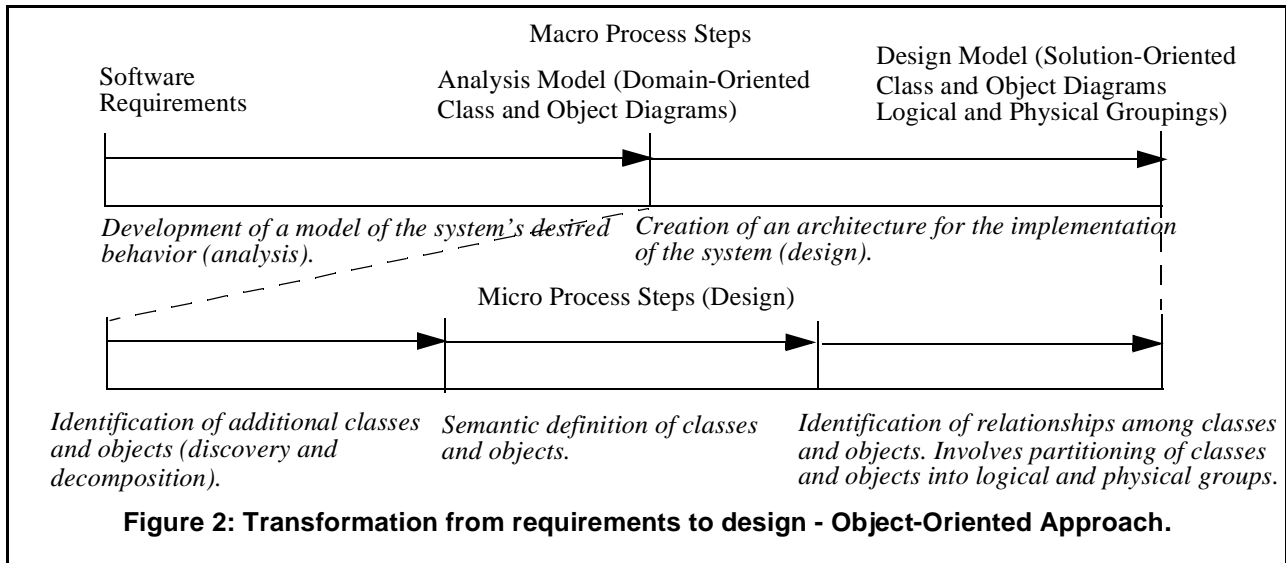 Macro Process Steps
Software
Requirements
Analysis Model (Domain-Oriented
Class and Object Diagrams)
Design Model (Solution-Oriented
Class and Object Diagrams
Logical and Physical Groupings)
Development of a model of the system's desired
behavior (analysis).
Creation of an architecture for the implementation
of the system (design).
Micro Process Steps (Design)
Identification of additional classes
and objects (discovery and
decomposition).
Semantic definition of classes
and objects.
Identification of relationships among classes
and objects. Involves partitioning of classes
and objects into logical and physical groups.
Figure 2: Transformation from requirements to design - Object-Oriented Approach.